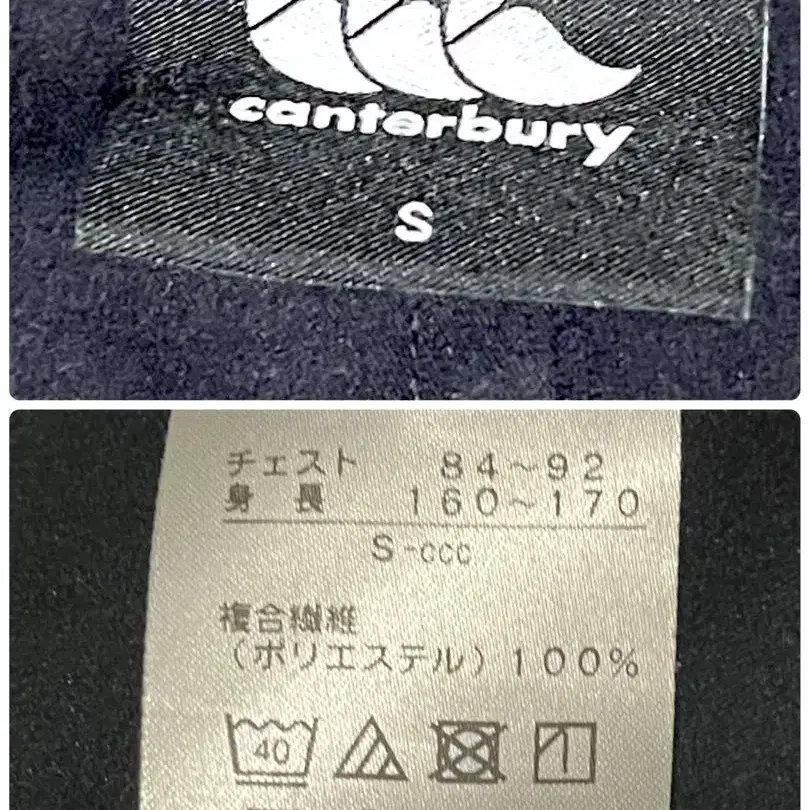 canterbury
S
チェスト 84～92
身長 160～170
S-ccc
複合繊維
（ポリエステル）100%
40